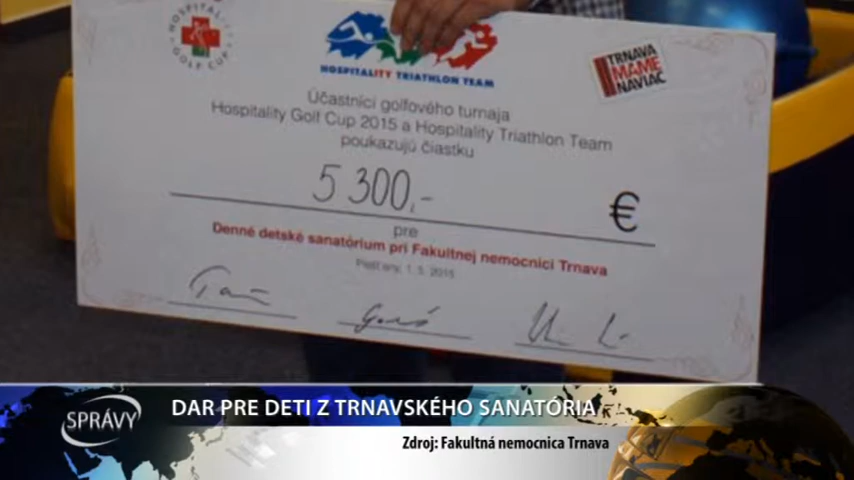 HOSPITALITY
GOLF CUP
HOSPITALITY TRIATHLON TEAM
TRNAVA
MÁME
NAVIAC
Účastníci golfového turnaja
Hospitality Golf Cup 2015 a Hospitality Triathlon Team
poukazujú čiastku
5 300,- €
pre
Denné detské sanatórium pri Fakultnej nemocnici Trnava
Piešťany, 1. 5. 2015
SPRÁVY
DAR PRE DETI Z TRNAVSKÉHO SANATÓRIA
Zdroj: Fakultná nemocnica Trnava